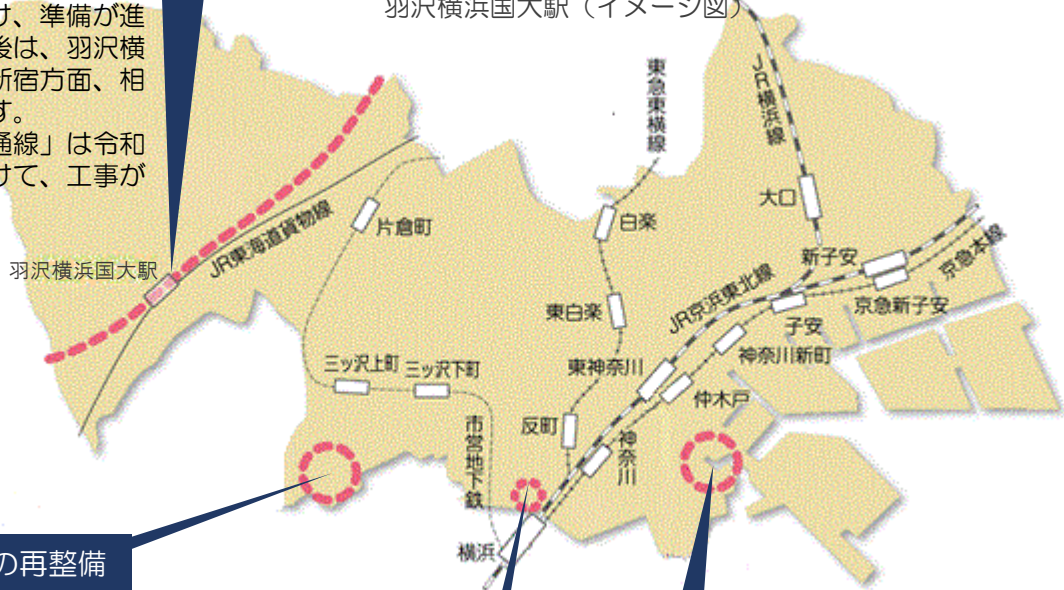 け、準備が進
後は、羽沢横
新宿方面、相
す。
通線」は令和
けて、工事が
羽沢横浜国大駅（イメージ図）
東急東横線
JR横浜線
大口
片倉町
白楽
羽沢横浜国大駅
JR東海道貨物線
新子安
京急本線
JR京浜東北線
東白楽
京急新子安
子安
神奈川新町
三ッ沢上町
三ッ沢下町
東神奈川
仲木戸
市営地下鉄
反町
神奈川
横浜
の再整備